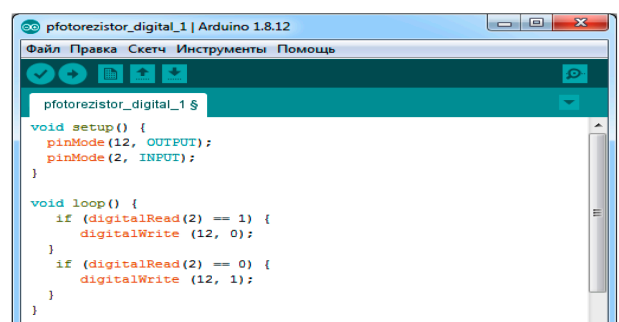 pfotorezistor_digital_1 | Arduino 1.8.12
Файл Правка Скетч Инструменты Помощь
pfotorezistor_digital_1 §
void setup() {
  pinMode(12, OUTPUT);
  pinMode(2, INPUT);
}

void loop() {
   if (digitalRead(2) == 1) {
      digitalWrite (12, 0);
  }
   if (digitalRead(2) == 0) {
      digitalWrite (12, 1);
  }
}